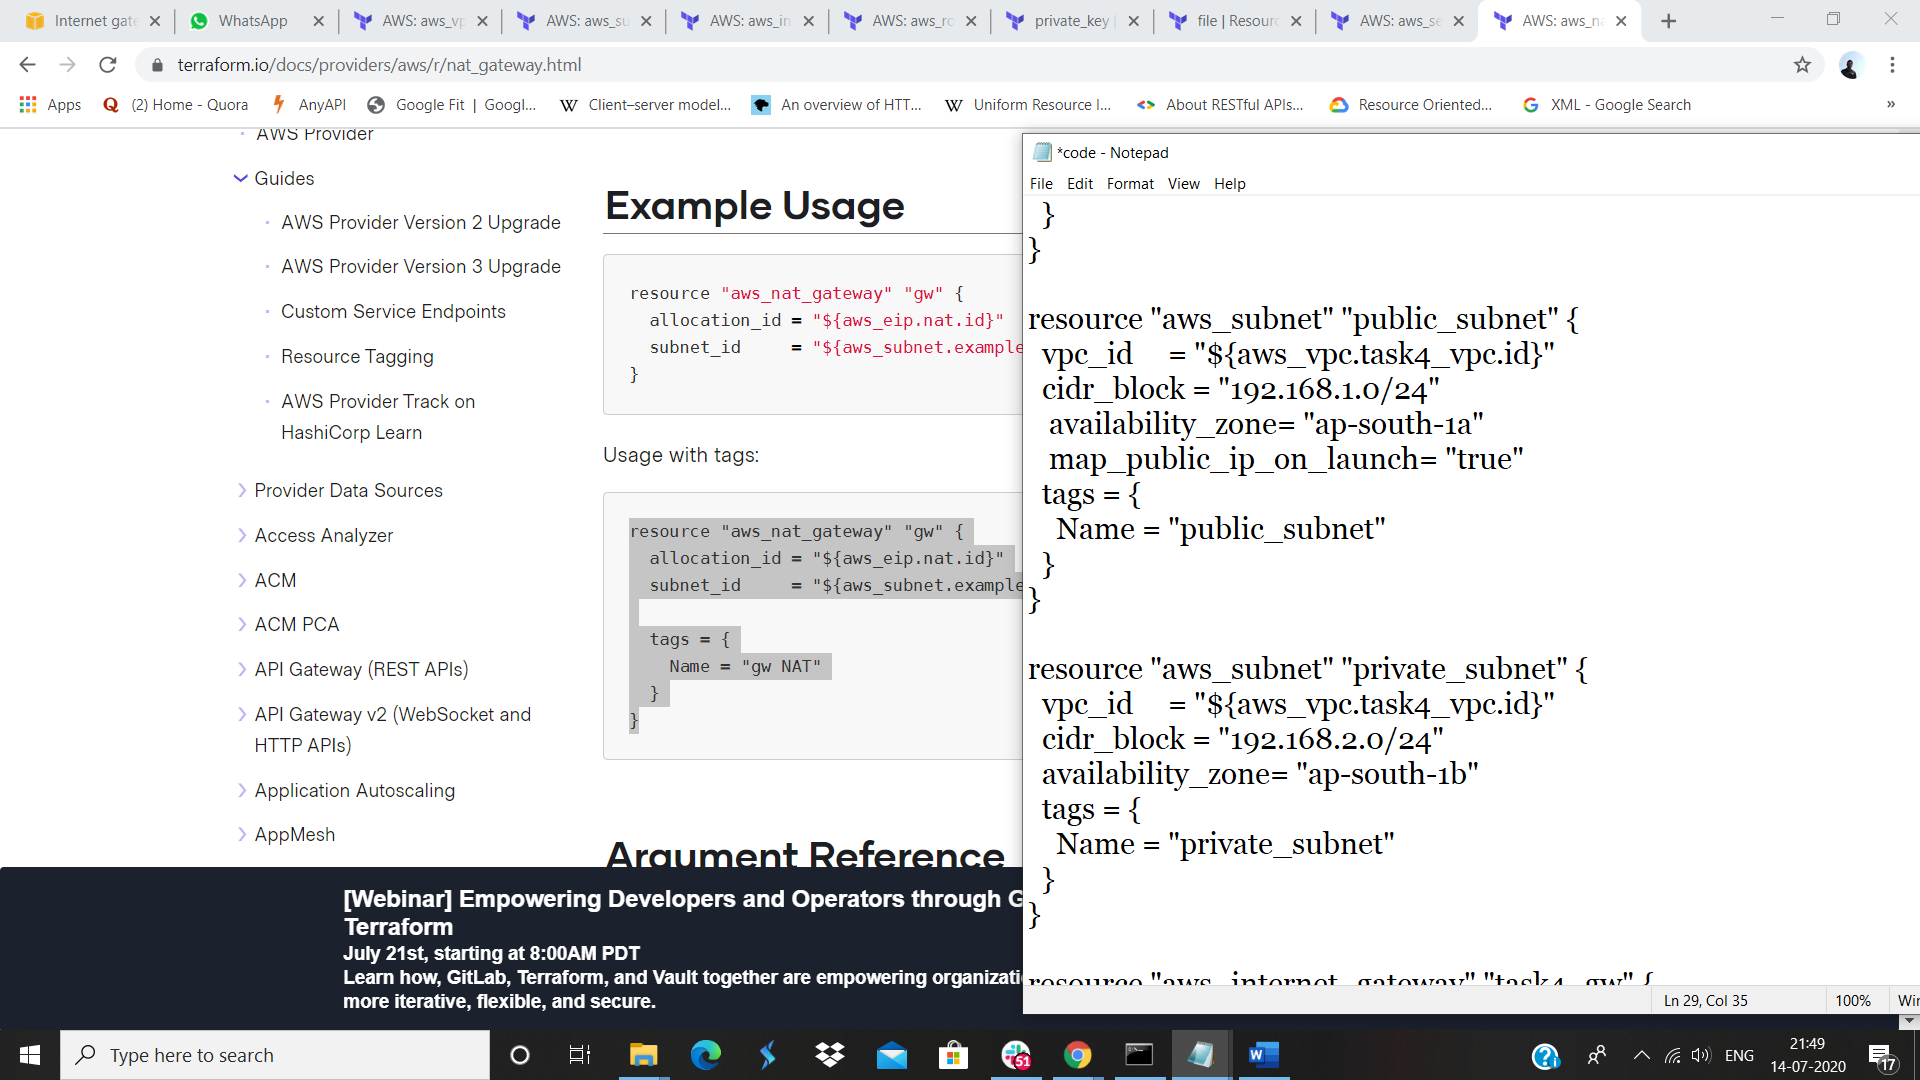 Internet gate
WhatsApp
AWS: aws_vp
AWS: aws_su
AWS: aws_in
AWS: aws_ro
private_key |
file | Resourc
AWS: aws_se
AWS: aws_na
terraform.io/docs/providers/aws/r/nat_gateway.html
Apps
(2) Home - Quora
AnyAPI
Google Fit | Googl...
Client–server model...
An overview of HTT...
Uniform Resource I...
About RESTful APIs...
Resource Oriented...
XML - Google Search
»
AWS Provider
Guides
AWS Provider Version 2 Upgrade
AWS Provider Version 3 Upgrade
Custom Service Endpoints
Resource Tagging
AWS Provider Track on
HashiCorp Learn
Provider Data Sources
Access Analyzer
ACM
ACM PCA
API Gateway (REST APIs)
API Gateway v2 (WebSocket and
HTTP APIs)
Application Autoscaling
AppMesh
Example Usage
resource "aws_nat_gateway" "gw" {
allocation_id = "${aws_eip.nat.id}"
subnet_id     = "${aws_subnet.example
}
Usage with tags:
resource "aws_nat_gateway" "gw" {
allocation_id = "${aws_eip.nat.id}"
subnet_id     = "${aws_subnet.example
tags = {
Name = "gw NAT"
}
}
Argument Reference
[Webinar] Empowering Developers and Operators through G
Terraform
July 21st, starting at 8:00AM PDT
Learn how, GitLab, Terraform, and Vault together are empowering organizati
more iterative, flexible, and secure.
*code - Notepad
File Edit Format View Help
}
}
resource "aws_subnet" "public_subnet" {
vpc_id     = "${aws_vpc.task4_vpc.id}"
cidr_block = "192.168.1.0/24"
availability_zone= "ap-south-1a"
map_public_ip_on_launch= "true"
tags = {
Name = "public_subnet"
}
}
resource "aws_subnet" "private_subnet" {
vpc_id     = "${aws_vpc.task4_vpc.id}"
cidr_block = "192.168.2.0/24"
availability_zone= "ap-south-1b"
tags = {
Name = "private_subnet"
}
}
resource "aws_internet_gateway" "task4_gw" {
Ln 29, Col 35
100%
Win
Type here to search
51
W
ENG
21:49
14-07-2020
17